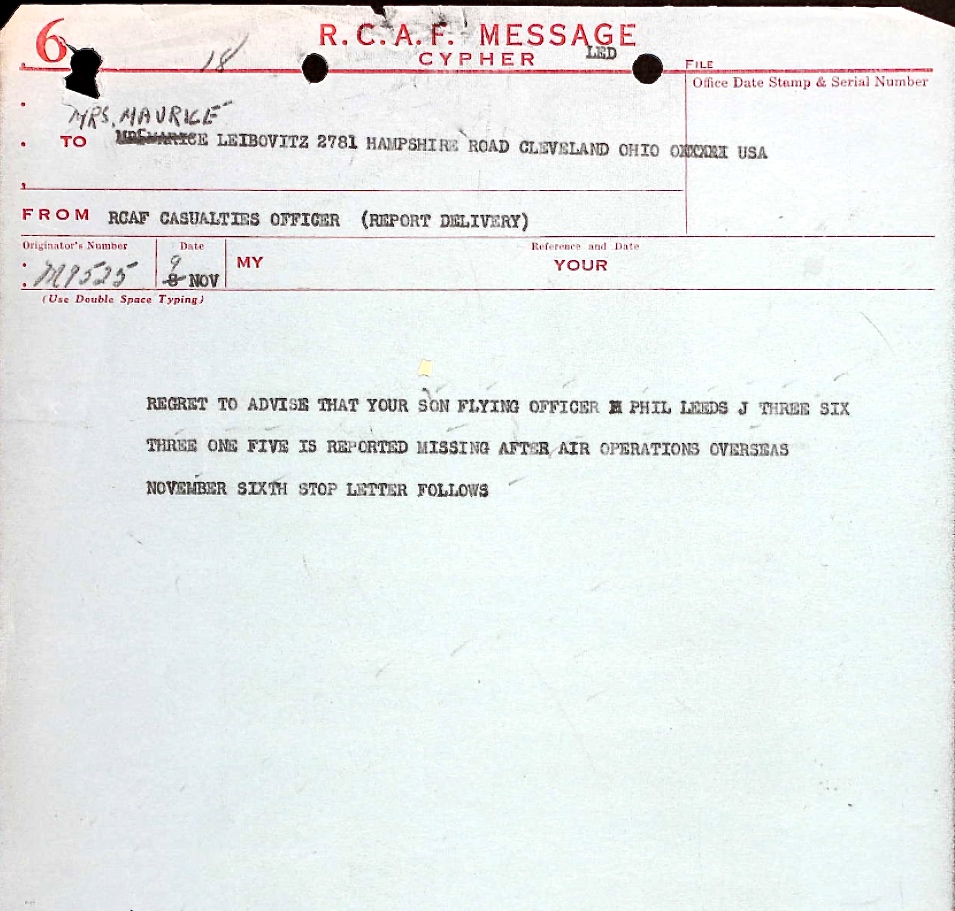 6
18
R.C.A.F. MESSAGE
CYPHER
LED
FILE
Office Date Stamp & Serial Number
MRS. MAURICE
TO LEIBOVITZ 2781 HAMPSHIRE ROAD CLEVELAND OHIO USA
FROM RCAF CASUALTIES OFFICER (REPORT DELIVERY)
Originator's Number Date Reference and Date
M9525 9 MY YOUR
8 NOV
(Use Double Space Typing)
REGRET TO ADVISE THAT YOUR SON FLYING OFFICER PHIL LEEDS J THREE SIX
THREE ONE FIVE IS REPORTED MISSING AFTER AIR OPERATIONS OVERSEAS
NOVEMBER SIXTH STOP LETTER FOLLOWS